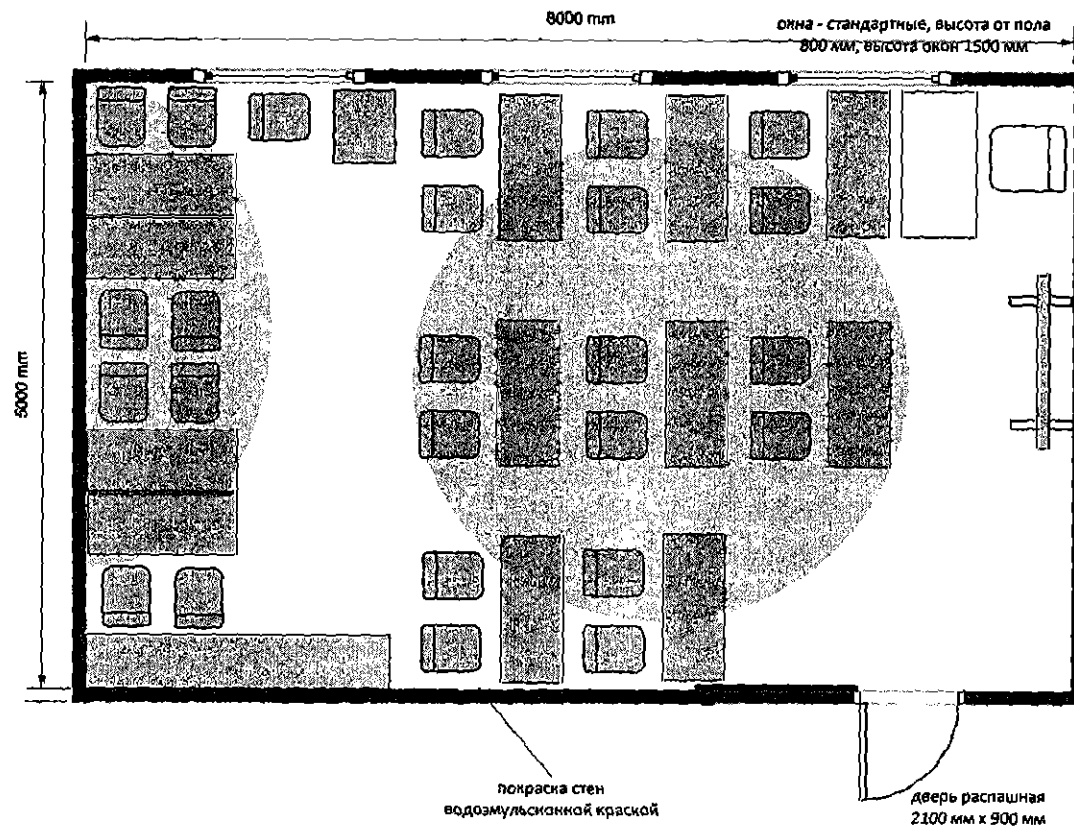 8000 mm
окна - стандартные, высота от пола
800 мм, высота окон 1500 мм
5000 mm
покраска стен
водоэмульсионной краской
дверь распашная
2100 мм x 900 мм